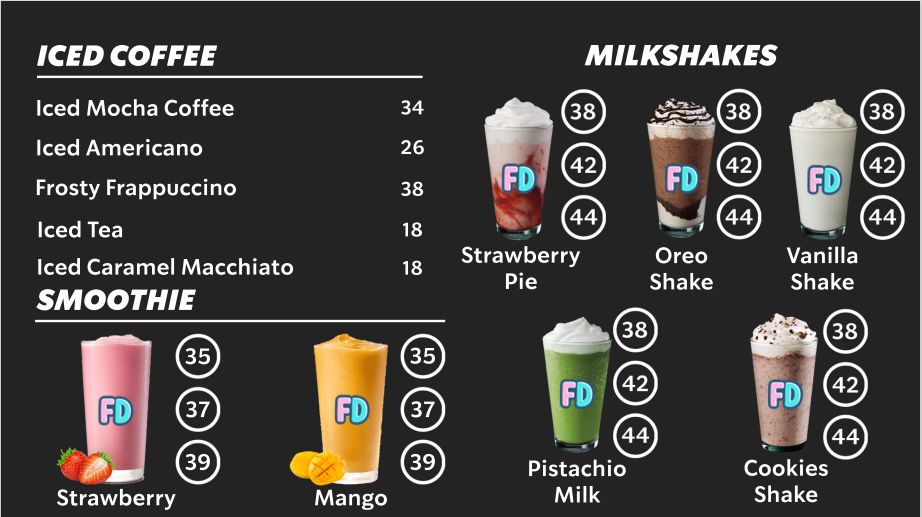 ICED COFFEE
Iced Mocha Coffee 34
Iced Americano 26
Frosty Frappuccino 38
Iced Tea 18
Iced Caramel Macchiato 18
SMOOTHIE
FD
35
37
39
Strawberry
FD
35
37
39
Mango
MILKSHAKES
FD
38
42
44
Strawberry
Pie
FD
38
42
44
Oreo
Shake
FD
38
42
44
Vanilla
Shake
FD
38
42
44
Pistachio
Milk
FD
38
42
44
Cookies
Shake